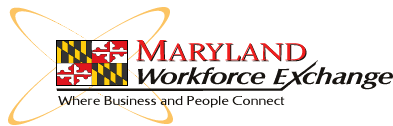 MARYLAND
Workforce Exchange
Where Business and People Connect